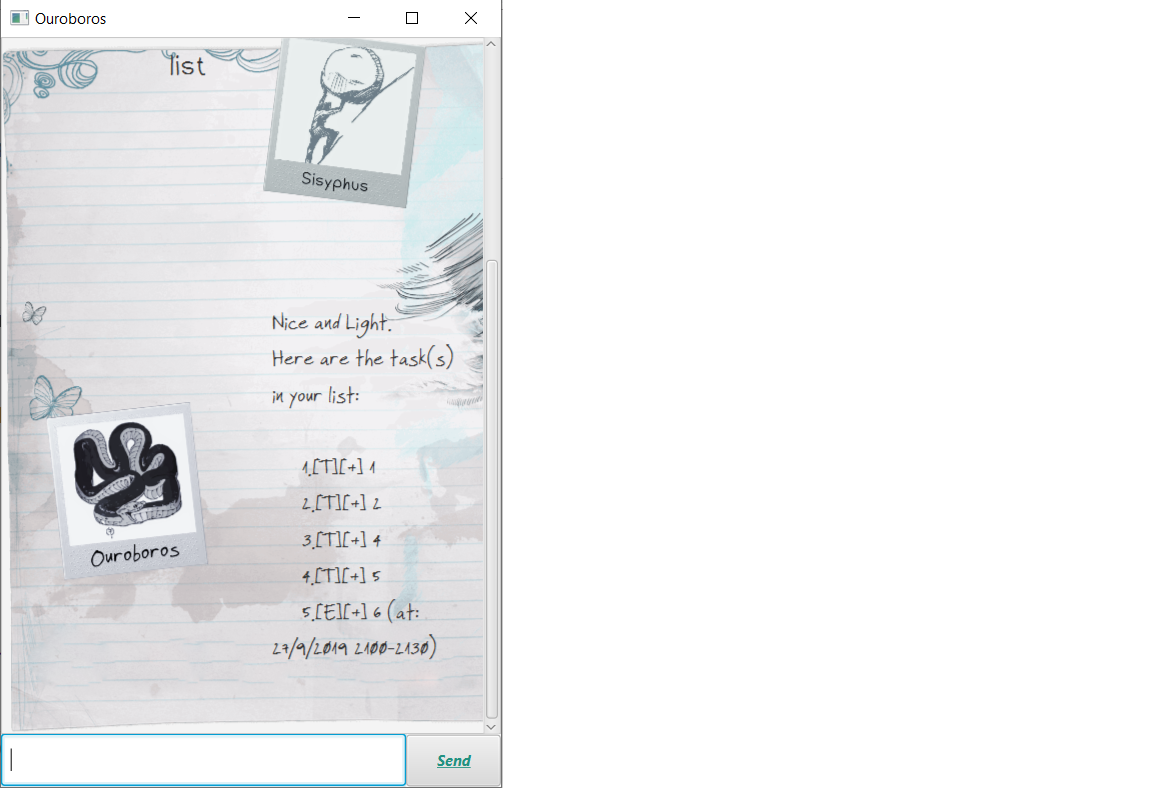 Ouroboros
list
Sisyphus
Nice and Light.
Here are the task(s)
in your list:
1.[T][+] 1
2.[T][+] 2
3.[T][+] 4
4.[T][+] 5
5.[E][+] 6 (at:
27/9/2019 2100-2130)
Ouroboros
Send